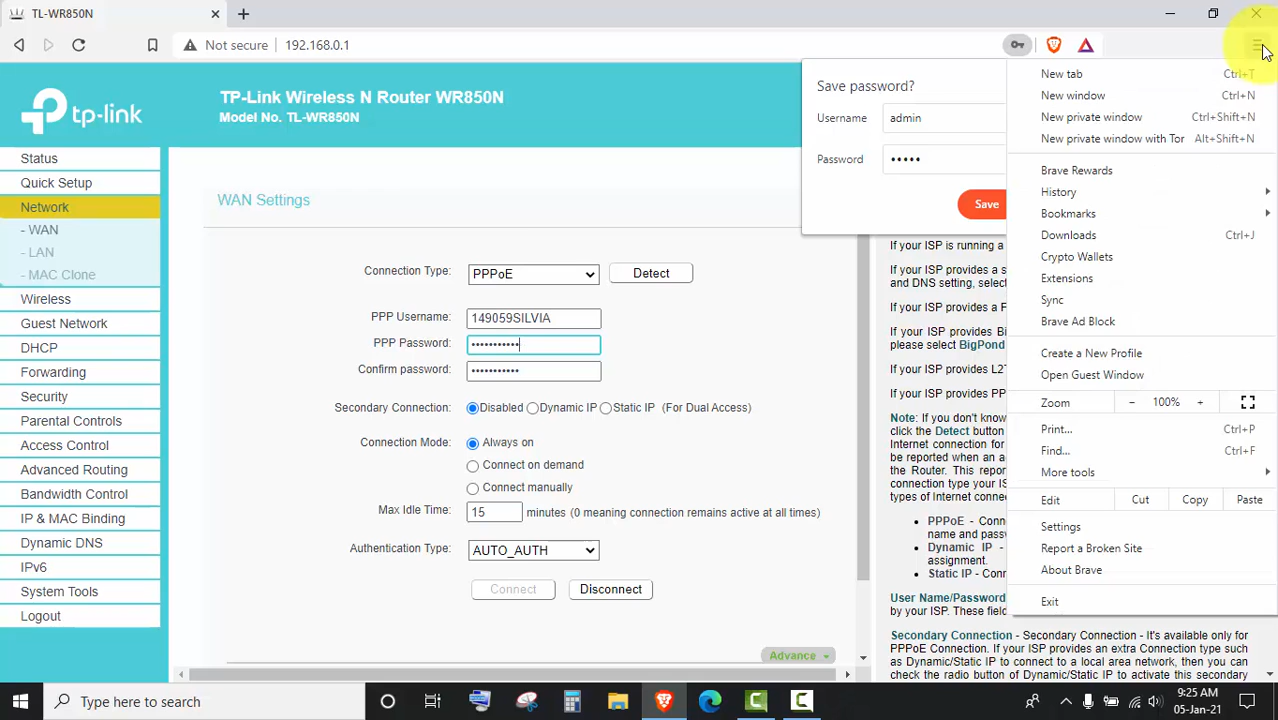 TL-WR850N
Not secure
192.168.0.1
tp-link
TP-Link Wireless N Router WR850N
Model No. TL-WR850N
Status
Quick Setup
Network
- WAN
- LAN
- MAC Clone
Wireless
Guest Network
DHCP
Forwarding
Security
Parental Controls
Access Control
Advanced Routing
Bandwidth Control
IP & MAC Binding
Dynamic DNS
IPv6
System Tools
Logout
WAN Settings
Connection Type: PPPoE Detect
PPP Username: 149059SILVIA
PPP Password: •••••••••••
Confirm password: •••••••••••
Secondary Connection: Disabled Dynamic IP Static IP (For Dual Access)
Connection Mode: Always on
Connect on demand
Connect manually
Max Idle Time: 15 minutes (0 meaning connection remains active at all times)
Authentication Type: AUTO_AUTH
Connect Disconnect
Advance
Save password?
Username admin
Password •••••
Save
If your ISP is running a
If your ISP provides a s
and DNS setting, select
If your ISP provides a F
If your ISP provides Bi
please select BigPond
If your ISP provides L2T
If your ISP provides PP
Note: If you don't know
click the Detect button
Internet connection for
be reported when an a
the Router. This repor
connection type your IS
types of Internet connec
• PPPoE - Conn
name and passw
• Dynamic IP -
assignment.
• Static IP - Conn
User Name/Password
by your ISP. These field
Secondary Connection - Secondary Connection - It's available only for
PPPoE Connection. If your ISP provides an extra Connection type such
as Dynamic/Static IP to connect to a local area network, then you can
check the radio button of Dynamic/Static IP to activate this secondary
New tab Ctrl+T
New window Ctrl+N
New private window Ctrl+Shift+N
New private window with Tor Alt+Shift+N
Brave Rewards
History
Bookmarks
Downloads Ctrl+J
Crypto Wallets
Extensions
Sync
Brave Ad Block
Create a New Profile
Open Guest Window
Zoom − 100% +
Print... Ctrl+P
Find... Ctrl+F
More tools
Edit Cut Copy Paste
Settings
Report a Broken Site
About Brave
Exit
Type here to search
9:25 AM
05-Jan-21